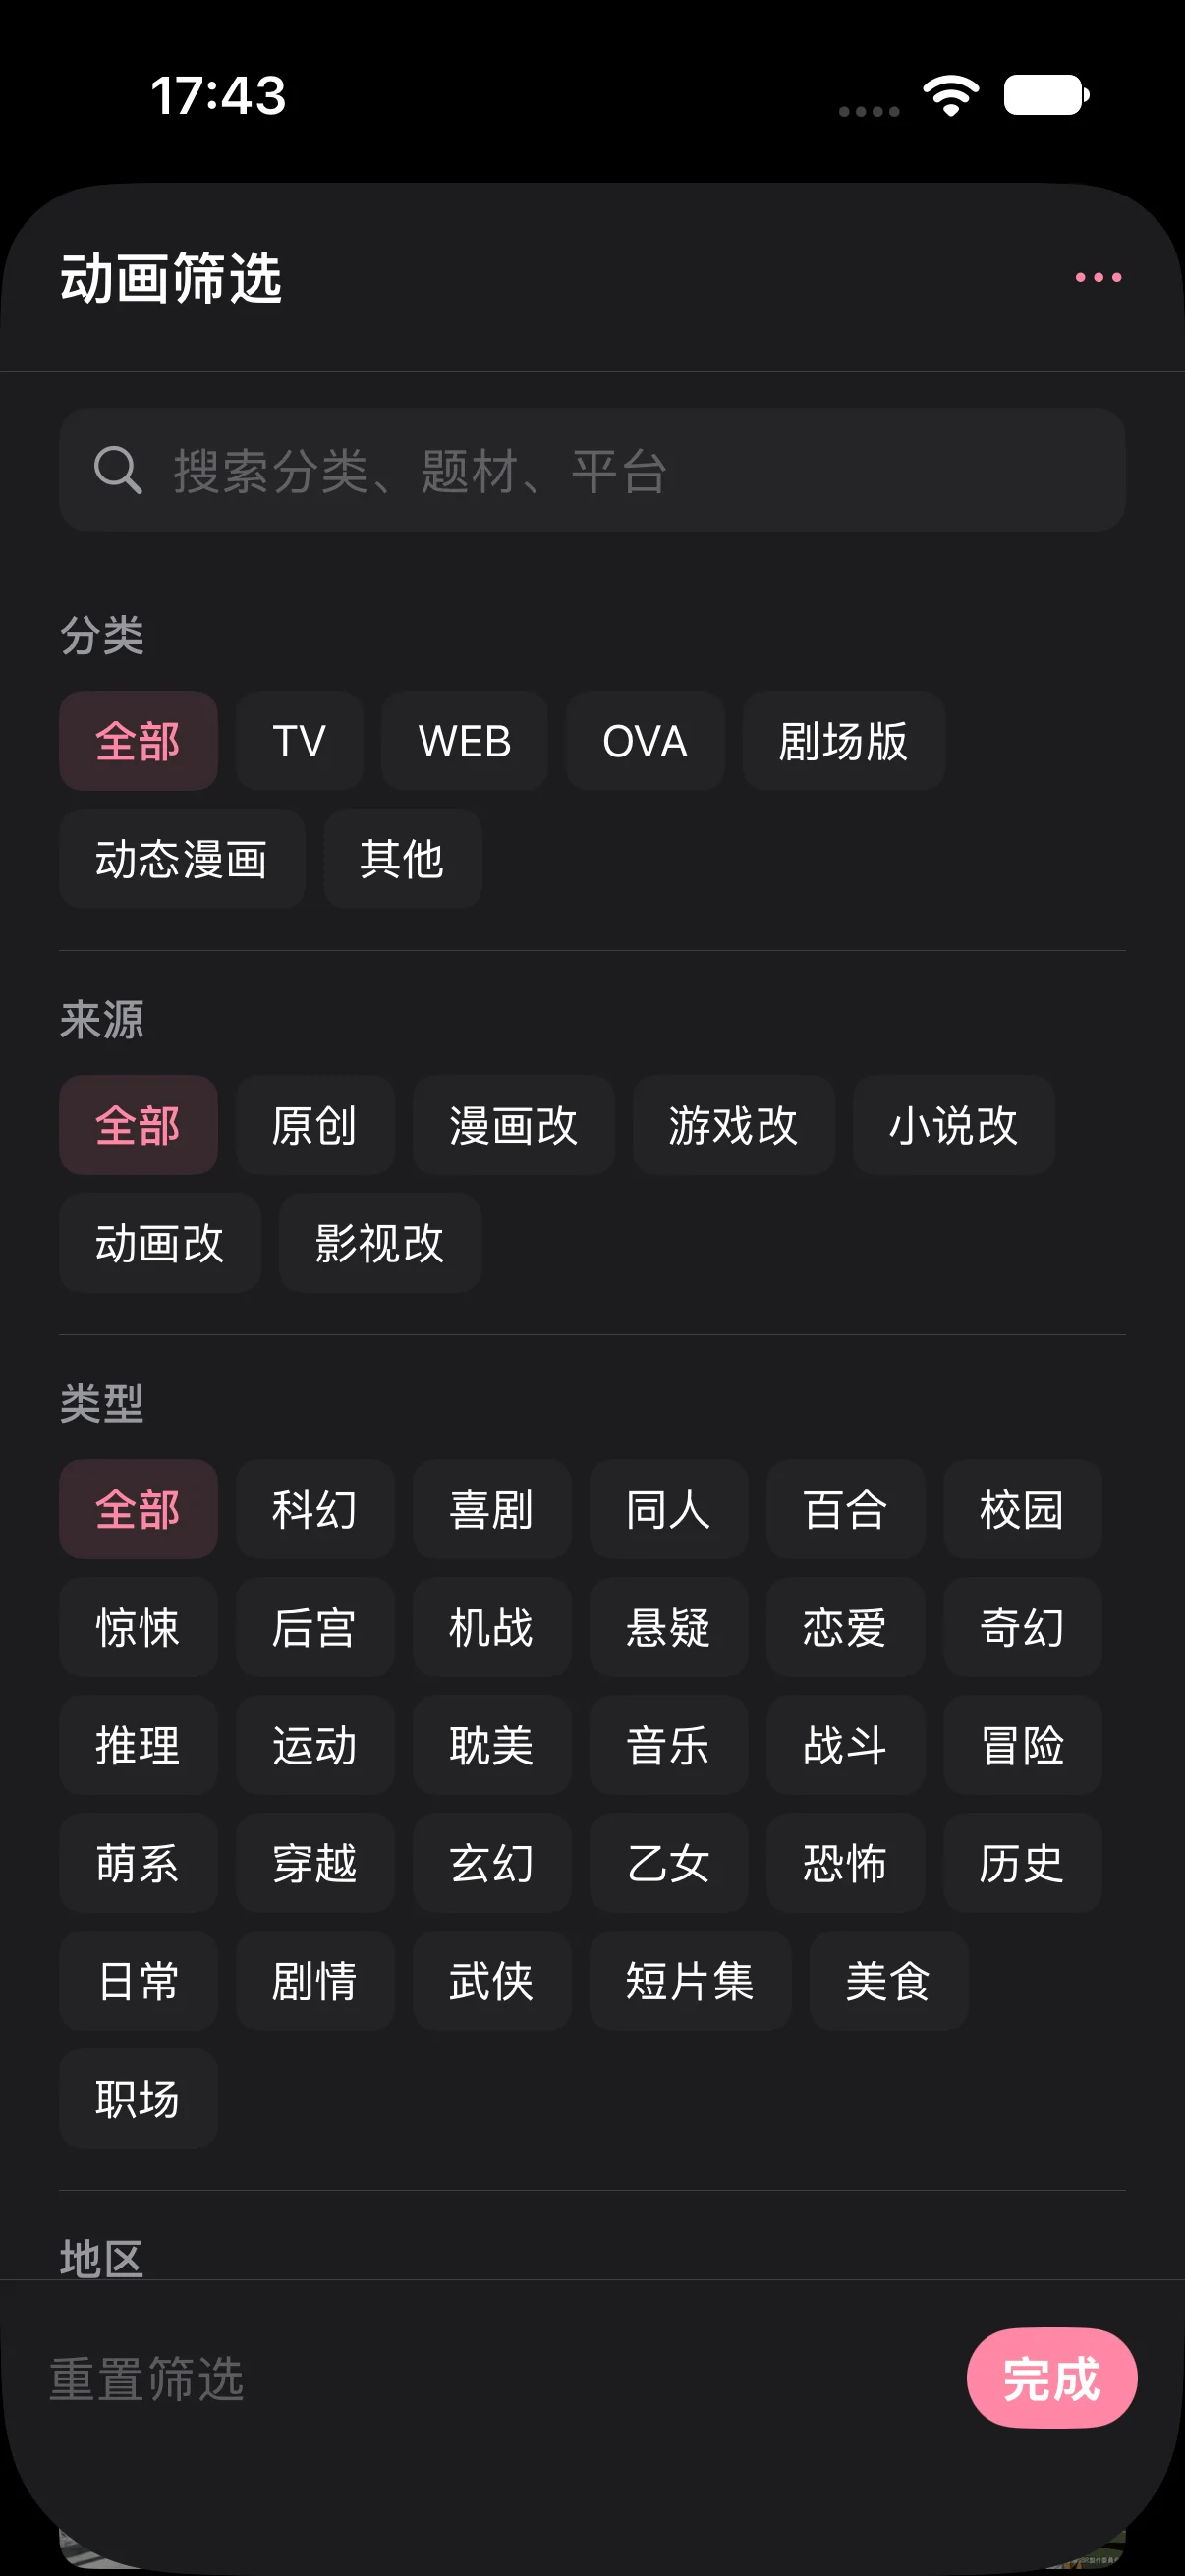 17:43
动画筛选
搜索分类、题材、平台
分类
全部 TV WEB OVA 剧场版
动态漫画 其他
来源
全部 原创 漫画改 游戏改 小说改
动画改 影视改
类型
全部 科幻 喜剧 同人 百合 校园
惊悚 后宫 机战 悬疑 恋爱 奇幻
推理 运动 耽美 音乐 战斗 冒险
萌系 穿越 玄幻 乙女 恐怖 历史
日常 剧情 武侠 短片集 美食
职场
地区
重置筛选 完成